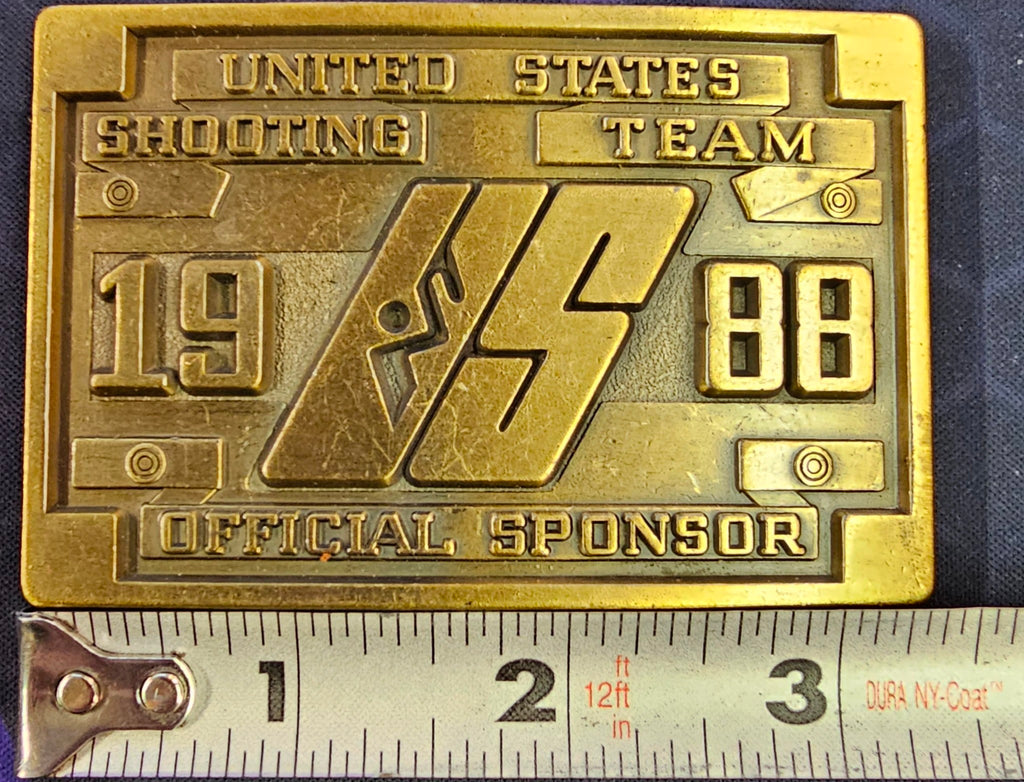 UNITED STATES
SHOOTING TEAM
US
19 88
OFFICIAL SPONSOR
1 2 3
ft
12ft
in
DURA NY-Coat™